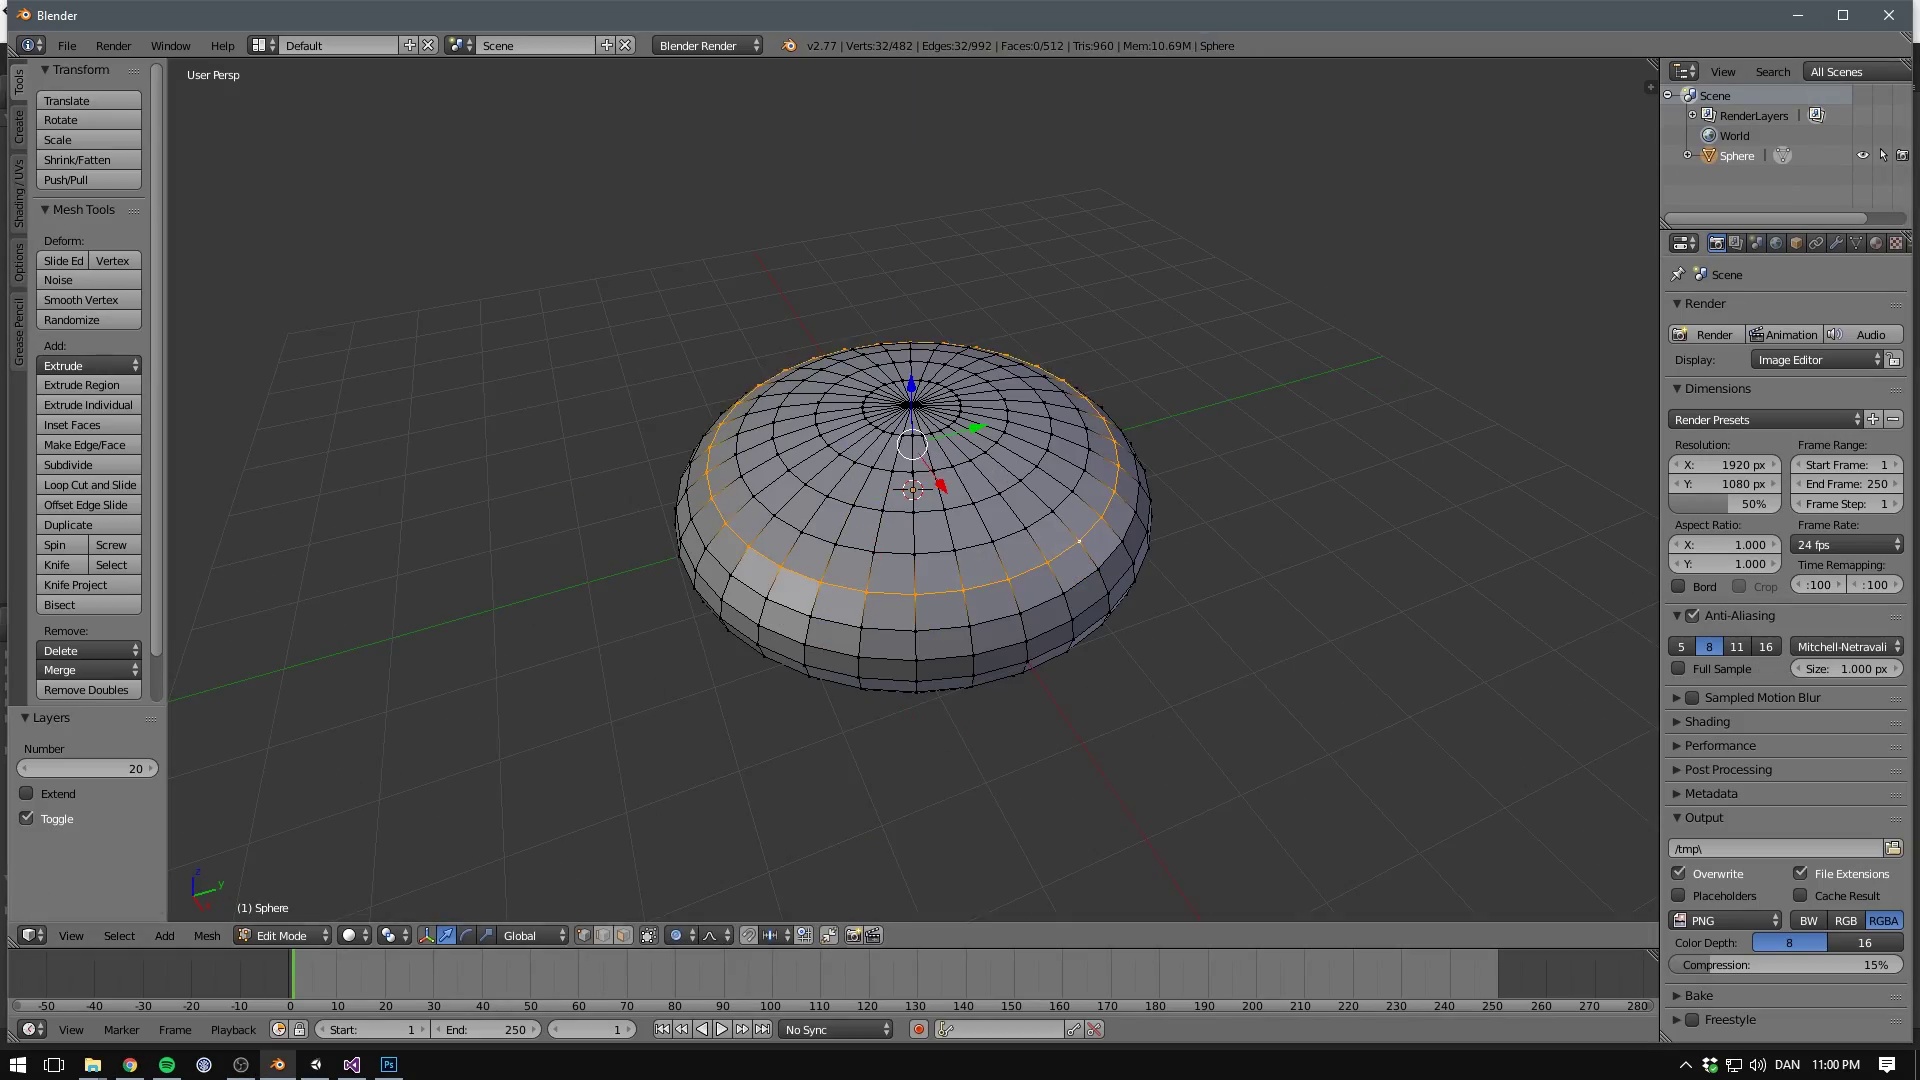 Blender
File Render Window Help Default Scene Blender Render v2.77 | Verts:32/482 | Edges:32/992 | Faces:0/512 | Tris:960 | Mem:10.69M | Sphere
Tools
Create
Shading / UVs
Options
Grease Pencil
Transform
Translate
Rotate
Scale
Shrink/Fatten
Push/Pull
Mesh Tools
Deform:
Slide Ed Vertex
Noise
Smooth Vertex
Randomize
Add:
Extrude
Extrude Region
Extrude Individual
Inset Faces
Make Edge/Face
Subdivide
Loop Cut and Slide
Offset Edge Slide
Duplicate
Spin Screw
Knife Select
Knife Project
Bisect
Remove:
Delete
Merge
Remove Doubles
Layers
Number
20
Extend
Toggle
User Persp
z
y
(1) Sphere
View Select Add Mesh Edit Mode Global
-50 -40 -30 -20 -10 0 10 20 30 40 50 60 70 80 90 100 110 120 130 140 150 160 170 180 190 200 210 220 230 240 250 260 270 280
View Marker Frame Playback Start: 1 End: 250 1 No Sync
View Search All Scenes
Scene
RenderLayers |
World
Sphere |
Scene
Render
Render Animation Audio
Display: Image Editor
Dimensions
Render Presets
Resolution: Frame Range:
X: 1920 px Start Frame: 1
Y: 1080 px End Frame: 250
50% Frame Step: 1
Aspect Ratio: Frame Rate:
X: 1.000 24 fps
Y: 1.000 Time Remapping:
Bord Crop :100 :100
Anti-Aliasing
5 8 11 16 Mitchell-Netravali
Full Sample Size: 1.000 px
Sampled Motion Blur
Shading
Performance
Post Processing
Metadata
Output
/tmp\
Overwrite File Extensions
Placeholders Cache Result
PNG BW RGB RGBA
Color Depth: 8 16
Compression: 15%
Bake
Freestyle
Ps DAN 11:00 PM